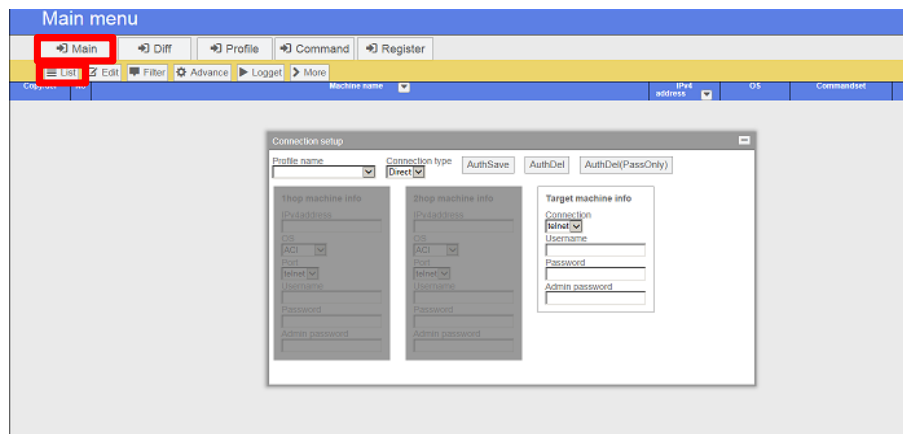 Main menu
Main Diff Profile Command Register
List Edit Filter Advance Logget More
Machine name IPv4 address OS Commandset
Connection setup
Profile name Connection type AuthSave AuthDel AuthDel(PassOnly)
Direct
1hop machine info 2hop machine info Target machine info
IPv4address IPv4address Connection
telnet
OS OS Username
ACI ACI
Port Port Password
telnet telnet
Username Username Admin password
Password Password
Admin password Admin password